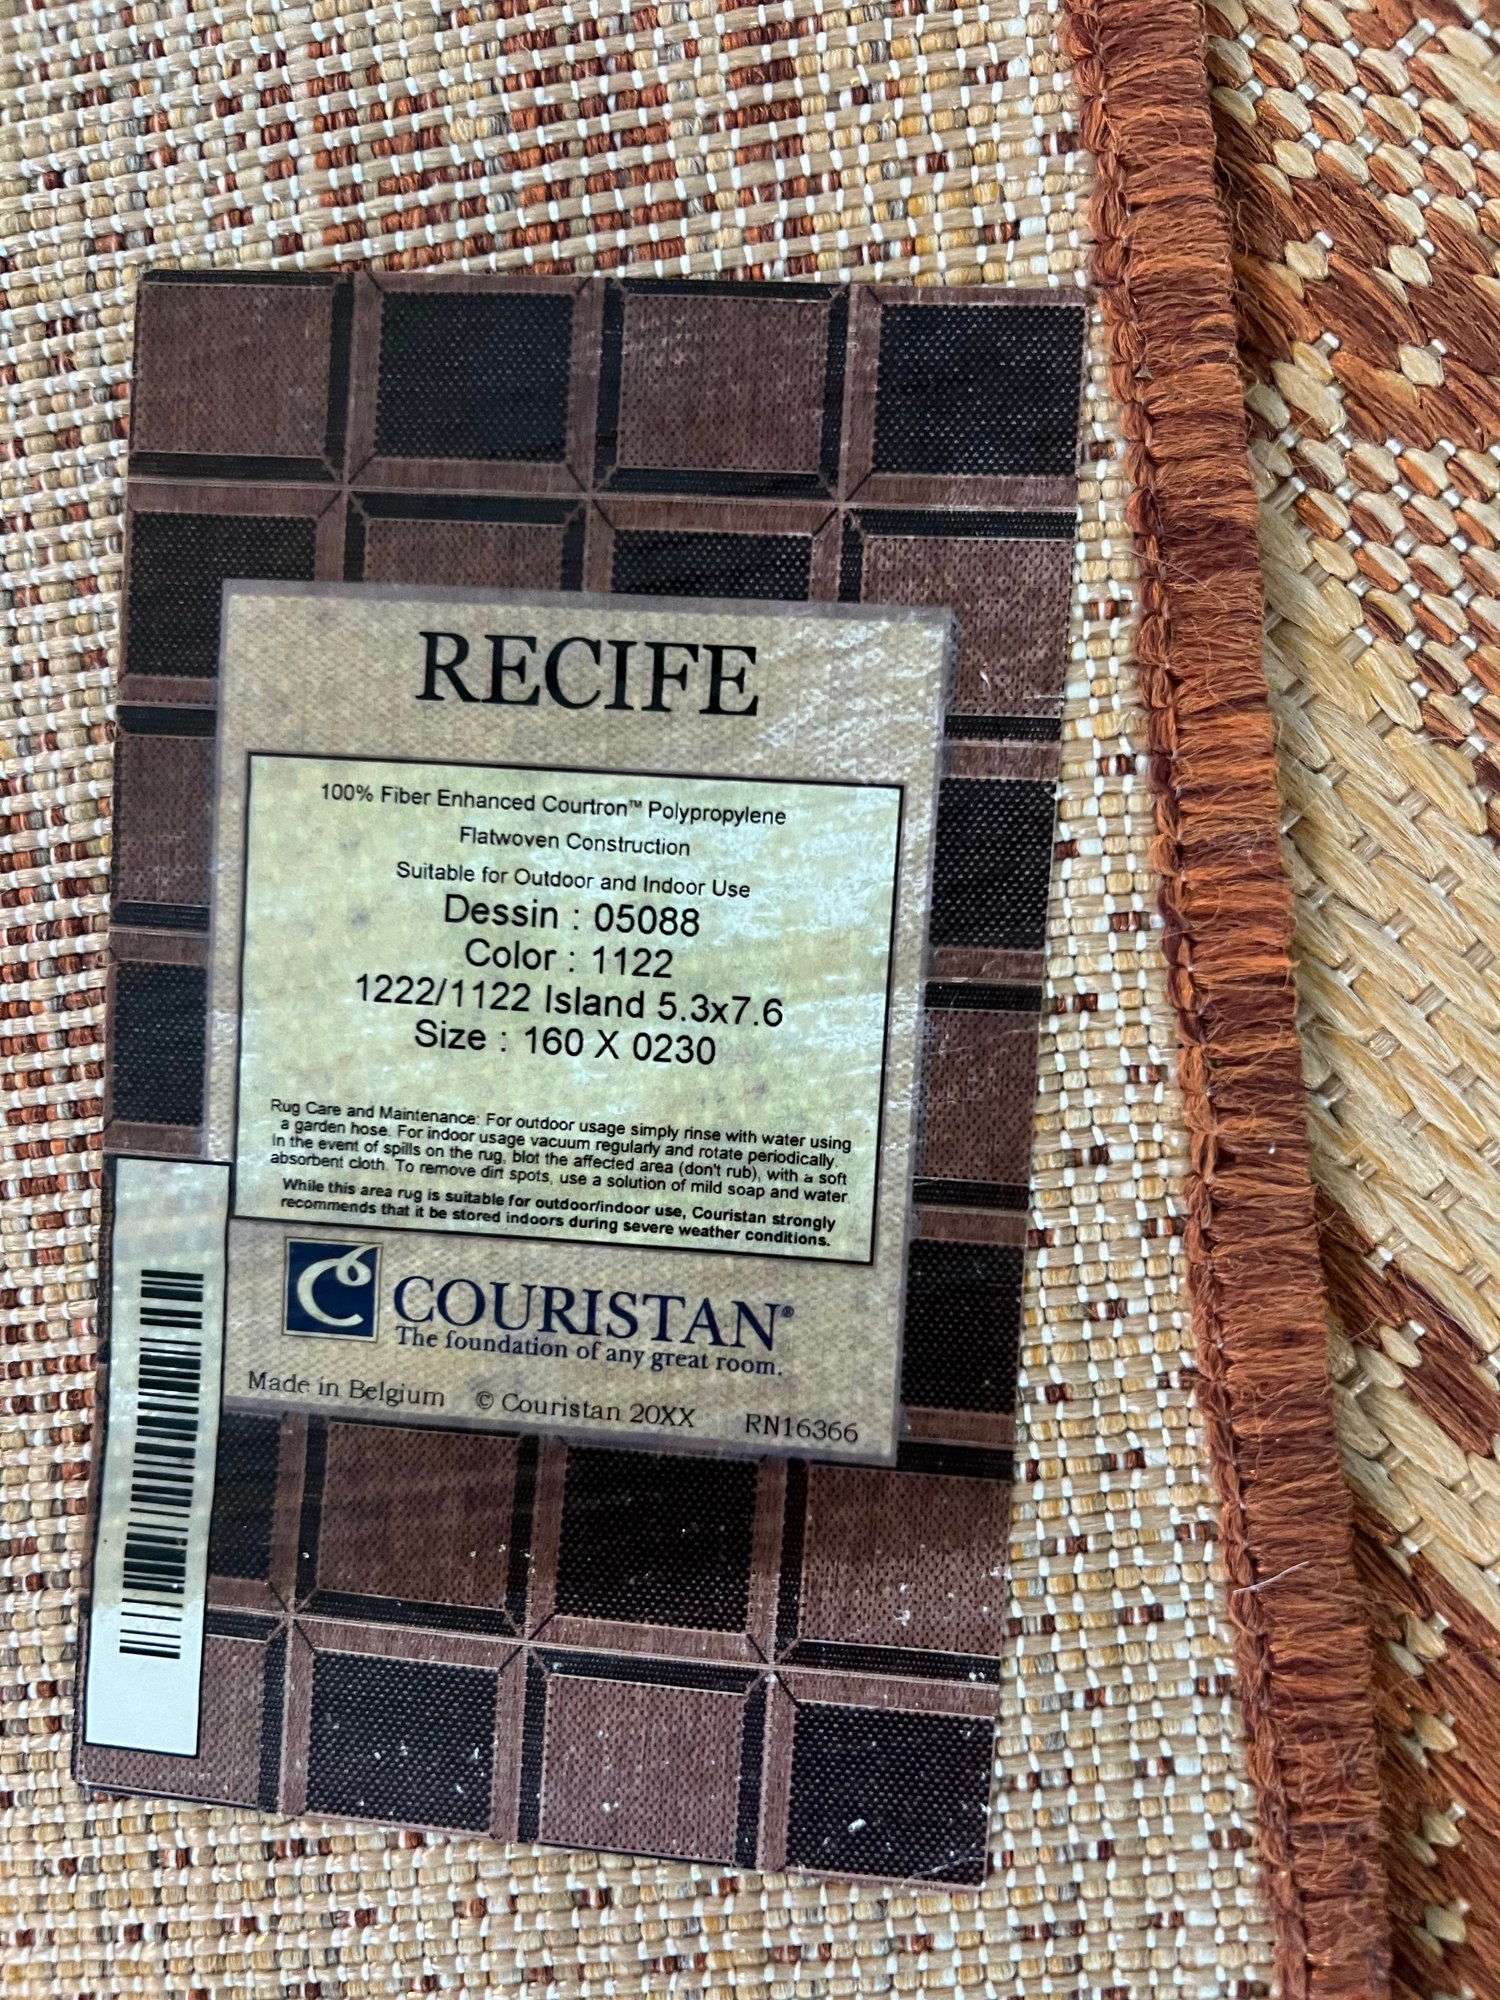 RECIFE
100% Fiber Enhanced Courtron™ Polypropylene
Flatwoven Construction
Suitable for Outdoor and Indoor Use
Dessin : 05088
Color : 1122
1222/1122 Island 5.3x7.6
Size : 160 X 0230
Rug Care and Maintenance: For outdoor usage simply rinse with water using
a garden hose. For indoor usage vacuum regularly and rotate periodically.
In the event of spills on the rug, blot the affected area (don't rub), with a soft
absorbent cloth. To remove dirt spots, use a solution of mild soap and water.
While this area rug is suitable for outdoor/indoor use, Couristan strongly
recommends that it be stored indoors during severe weather conditions.
COURISTAN®
The foundation of any great room.
Made in Belgium © Couristan 20XX RN16366